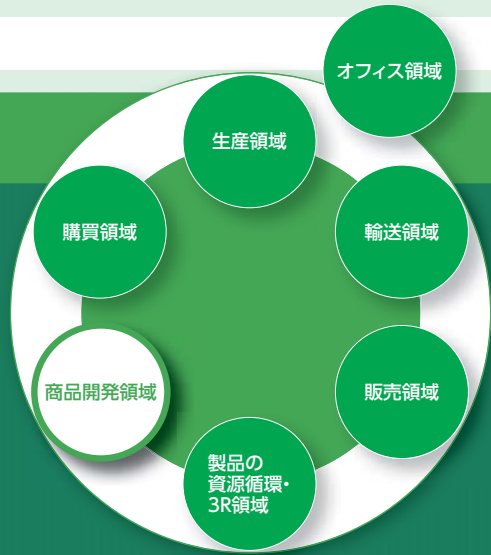 オフィス領域
生産領域
購買領域
輸送領域
商品開発領域
販売領域
製品の
資源循環・
3R領域